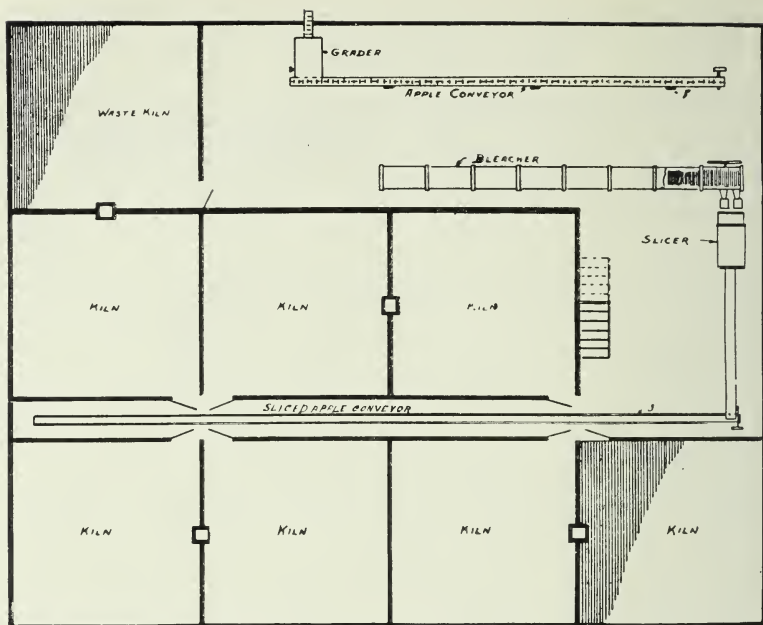 GRADER
APPLE CONVEYOR
WASTE KILN
BLEACHER
SLICER
KILN
KILN
KILN
SLICED APPLE CONVEYOR
KILN
KILN
KILN
KILN